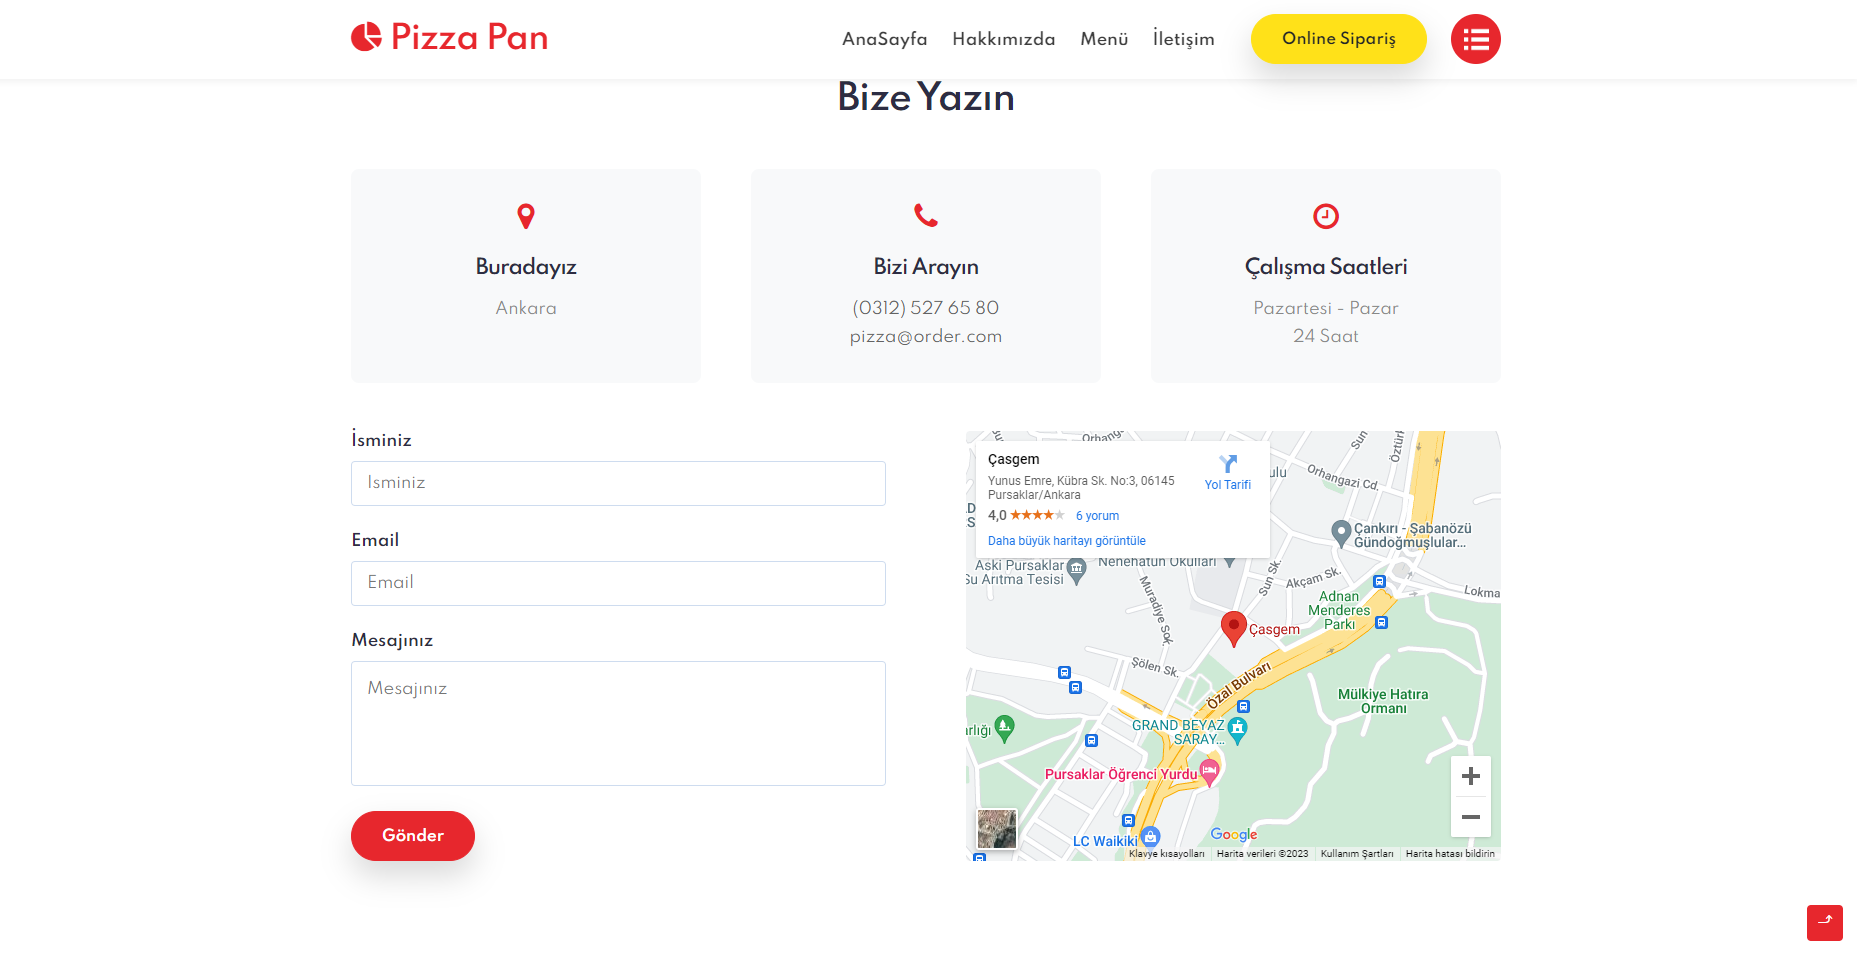 Pizza Pan
AnaSayfa Hakkımızda Menü İletişim Online Sipariş
Bize Yazın
Buradayız
Ankara
Bizi Arayın
(0312) 527 65 80
pizza@order.com
Çalışma Saatleri
Pazartesi - Pazar
24 Saat
İsminiz
Isminiz
Email
Email
Mesajınız
Mesajınız
Gönder
Çasgem
Yunus Emre, Kübra Sk. No:3, 06145
Pursaklar/Ankara
4,0 6 yorum
Daha büyük haritayı görüntüle
Yol Tarifi
Orhangazi Cd.
Çankırı - Şabanözü
Gündoğmuşlular...
Aski Pursaklar
Su Arıtma Tesisi
Nenehatun Okulları
Sun Sk.
Akçam Sk.
Lokma
Muradiye Sok.
Adnan
Menderes
Parkı
Çasgem
Şölen Sk.
Özal Bulvarı
Mülkiye Hatıra
Ormanı
GRAND BEYAZ
SARAY...
Pursaklar Öğrenci Yurdu
LC Waikiki
Google
Klavye kısayolları Harita verileri ©2023 Kullanım Şartları Harita hatası bildirin